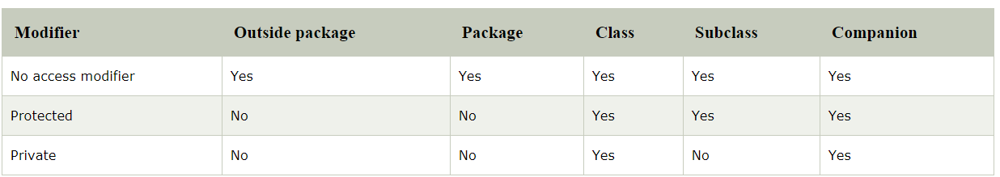 Modifier Outside package Package Class Subclass Companion
No access modifier Yes Yes Yes Yes Yes
Protected No No Yes Yes Yes
Private No No Yes No Yes